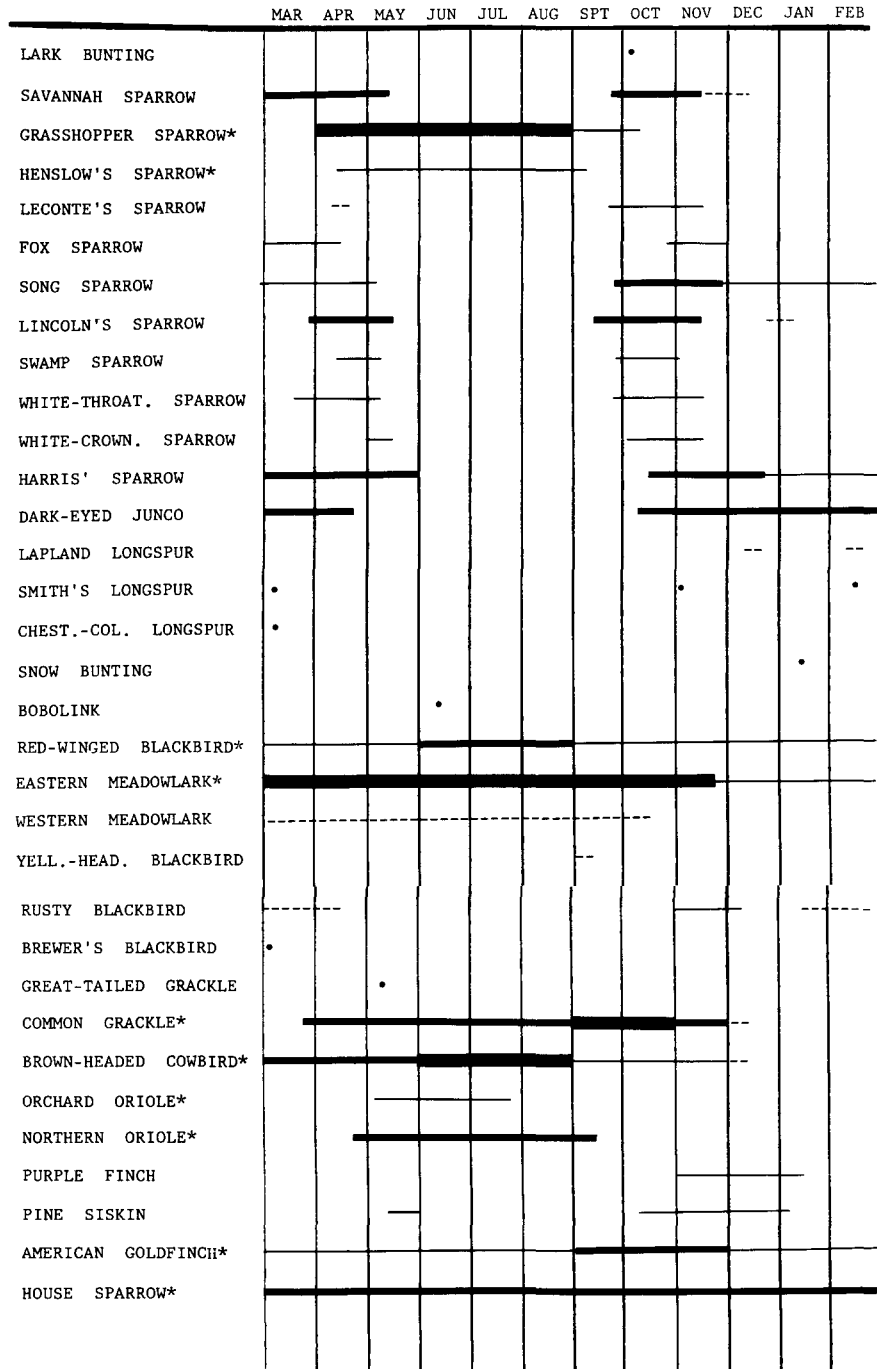 MAR APR MAY JUN JUL AUG SPT OCT NOV DEC JAN FEB
LARK BUNTING
SAVANNAH SPARROW
GRASSHOPPER SPARROW*
HENSLOW'S SPARROW*
LECONTE'S SPARROW
FOX SPARROW
SONG SPARROW
LINCOLN'S SPARROW
SWAMP SPARROW
WHITE-THROAT. SPARROW
WHITE-CROWN. SPARROW
HARRIS' SPARROW
DARK-EYED JUNCO
LAPLAND LONGSPUR
SMITH'S LONGSPUR
CHEST.-COL. LONGSPUR
SNOW BUNTING
BOBOLINK
RED-WINGED BLACKBIRD*
EASTERN MEADOWLARK*
WESTERN MEADOWLARK
YELL.-HEAD. BLACKBIRD
RUSTY BLACKBIRD
BREWER'S BLACKBIRD
GREAT-TAILED GRACKLE
COMMON GRACKLE*
BROWN-HEADED COWBIRD*
ORCHARD ORIOLE*
NORTHERN ORIOLE*
PURPLE FINCH
PINE SISKIN
AMERICAN GOLDFINCH*
HOUSE SPARROW*